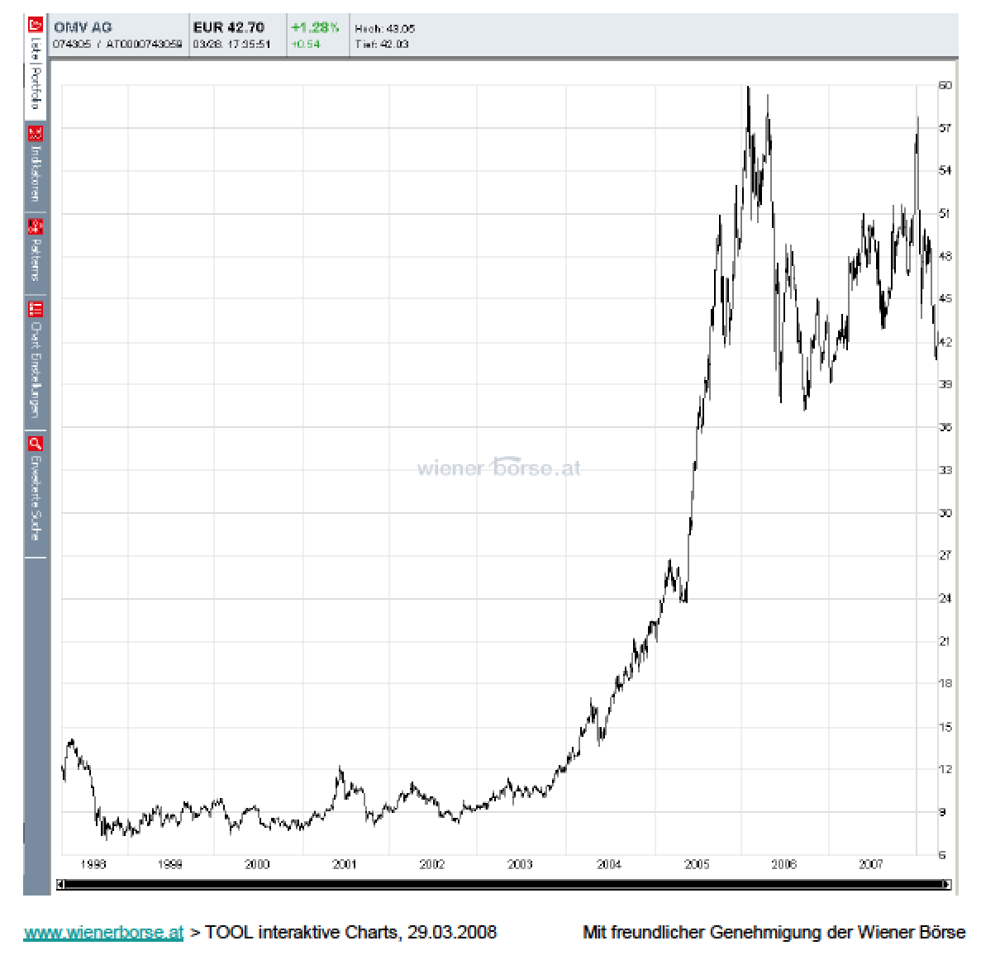 OMV AG
EUR 42.70
+1.28%
Hoch: 43.05
074305 / AT0000743059
03/28. 17:35:51
+0.54
Tief: 42.03
Liste | Portfolio
Indikatoren
Patterns
Chart Einstellungen
Erweiterte Suche
60
57
54
51
48
45
42
39
36
33
wiener börse.at
30
27
24
21
18
15
12
9
6
1998 1999 2000 2001 2002 2003 2004 2005 2006 2007
www.wienerborse.at > TOOL interaktive Charts, 29.03.2008
Mit freundlicher Genehmigung der Wiener Börse